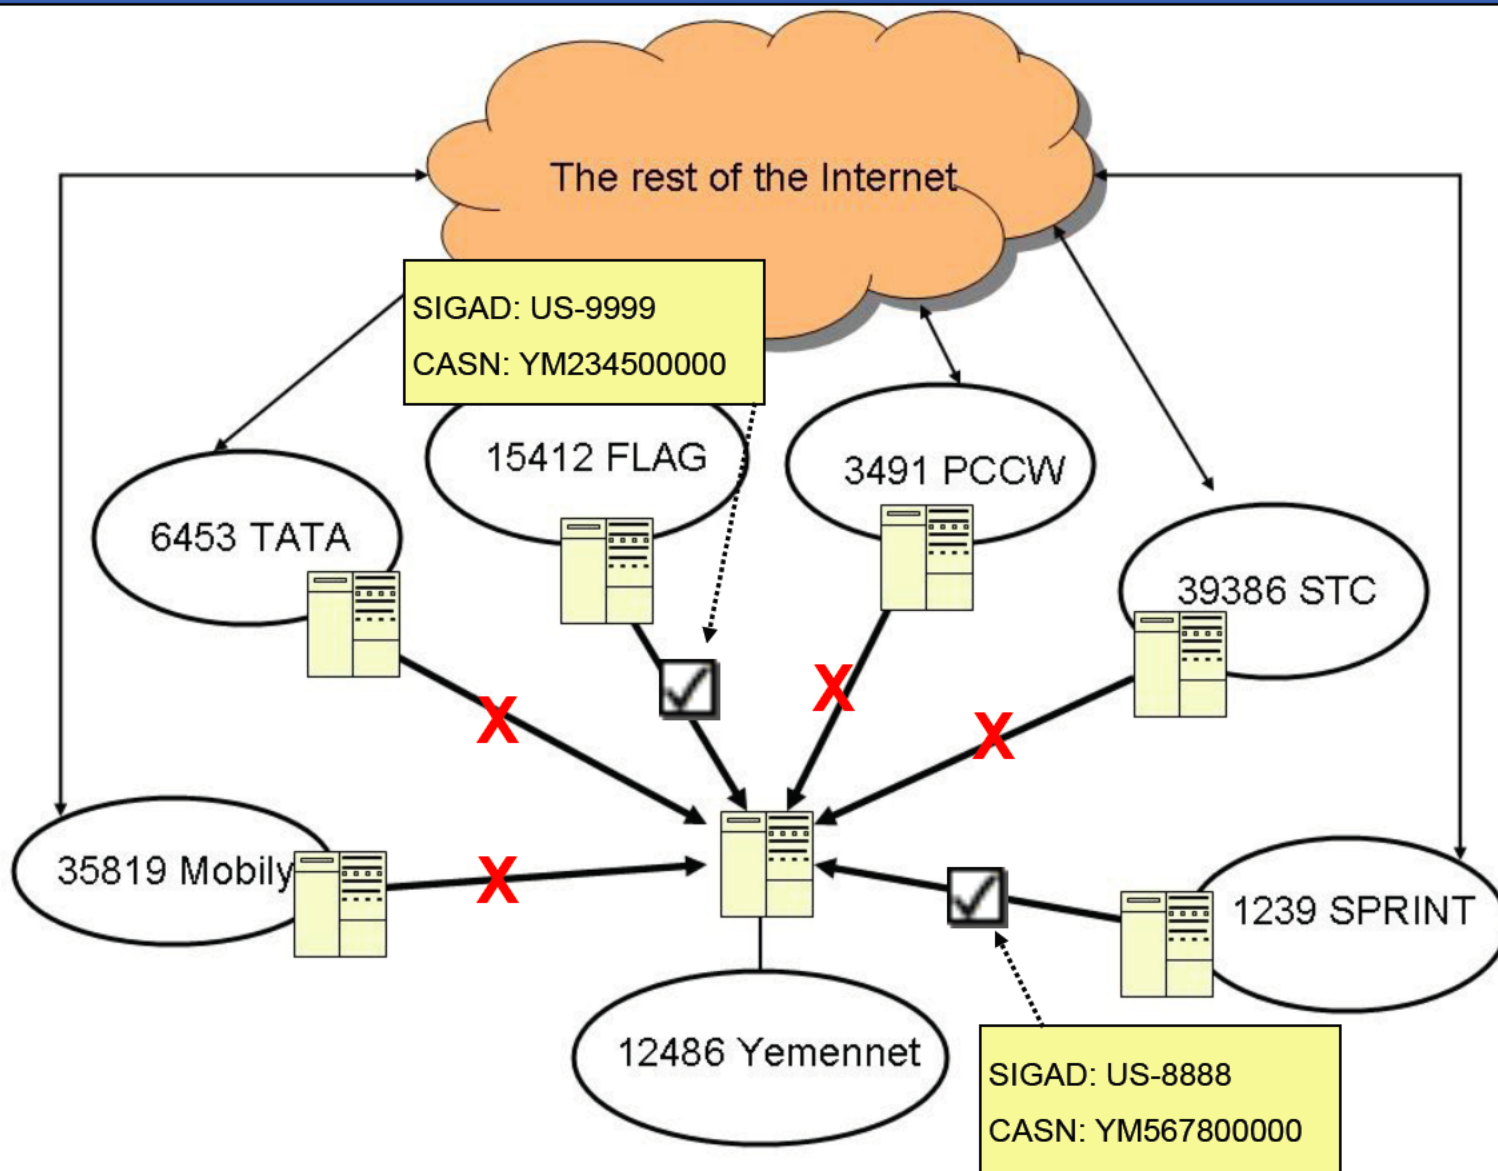 The rest of the Internet
SIGAD: US-9999
CASN: YM234500000
15412 FLAG
3491 PCCW
6453 TATA
39386 STC
X
X
X
35819 Mobily
X
1239 SPRINT
12486 Yemennet
SIGAD: US-8888
CASN: YM567800000